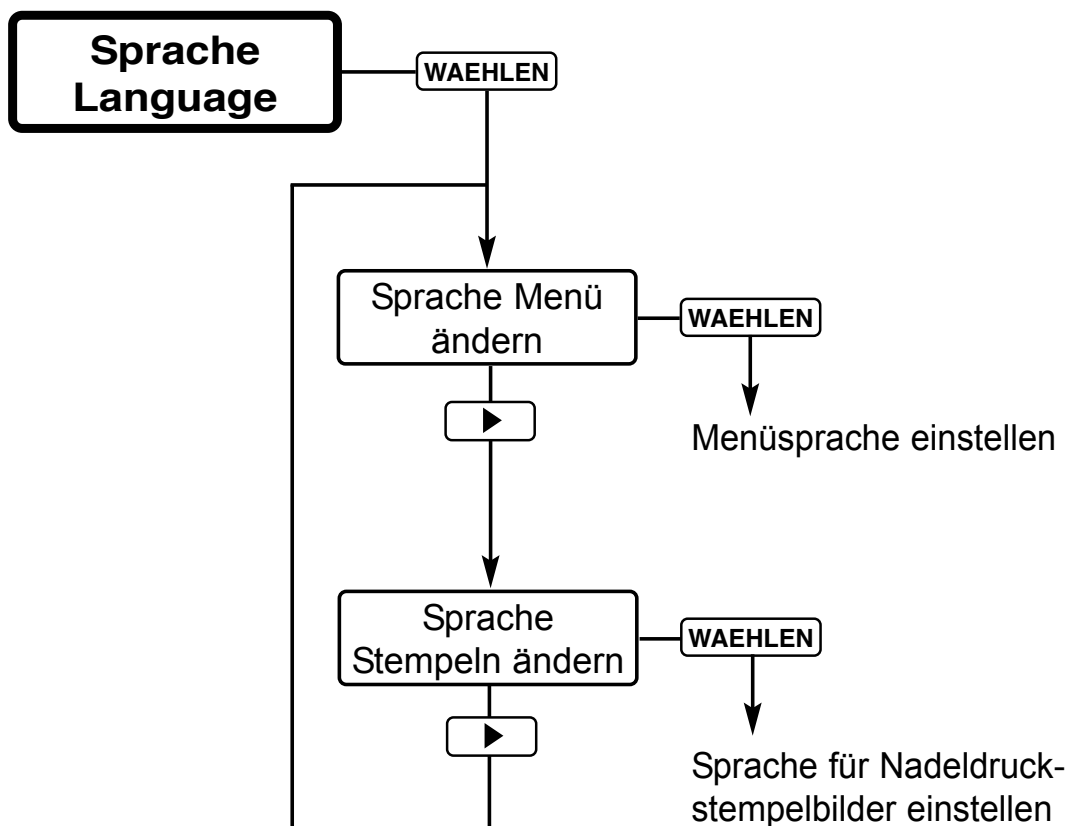 Sprache
Language
WAEHLEN
Sprache Menü
ändern
WAEHLEN
Menüsprache einstellen
Sprache
Stempeln ändern
WAEHLEN
Sprache für Nadeldruck-
stempelbilder einstellen